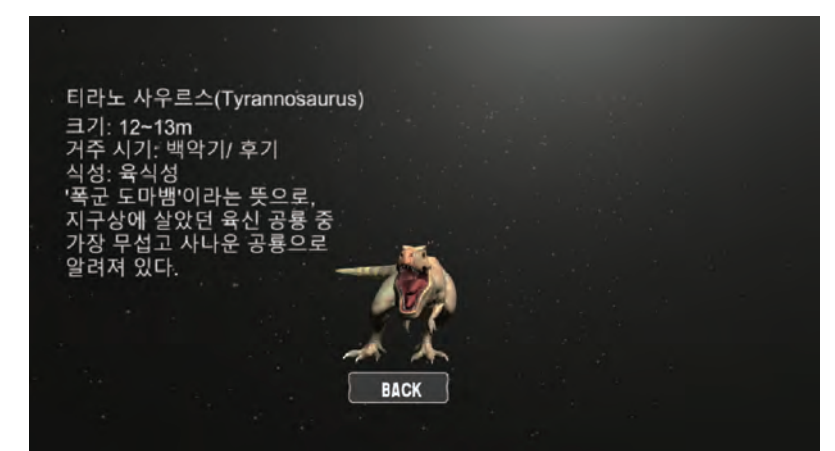 티라노 사우르스(Tyrannosaurus)
크기: 12~13m
거주 시기: 백악기/ 후기
식성: 육식성
'폭군 도마뱀'이라는 뜻으로,
지구상에 살았던 육신 공룡 중
가장 무섭고 사나운 공룡으로
알려져 있다.
BACK